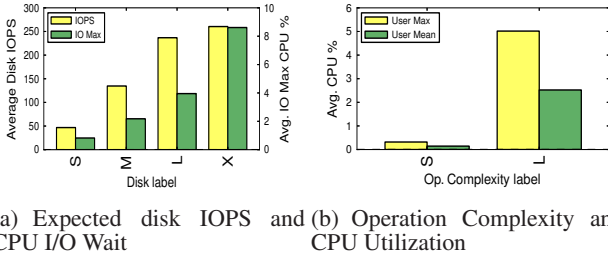 300
250
200
150
100
50
0
Average Disk IOPS
IOPS
IO Max
10
8
6
4
2
0
Avg. IO Max CPU %
S
M
L
X
Disk label
6
5
4
3
2
1
0
Avg. CPU %
User Max
User Mean
S
L
Op. Complexity label
a) Expected disk IOPS and
CPU I/O Wait
(b) Operation Complexity an
CPU Utilization